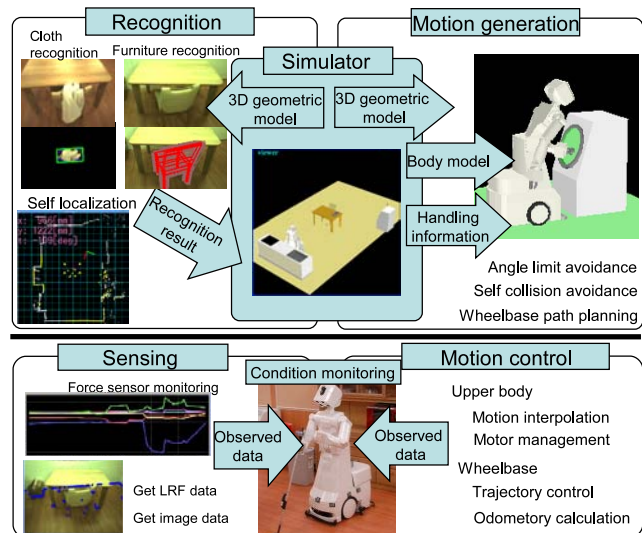 Recognition
Motion generation
Cloth
recognition
Furniture recognition
Simulator
3D geometric
model
3D geometric
model
Body model
Self localization
Recognition
result
Handling
information
Angle limit avoidance
Self collision avoidance
Wheelbase path planning
Sensing
Condition monitoring
Motion control
Force sensor monitoring
Upper body
Motion interpolation
Motor management
Observed
data
Observed
data
Wheelbase
Get LRF data
Trajectory control
Get image data
Odometory calculation